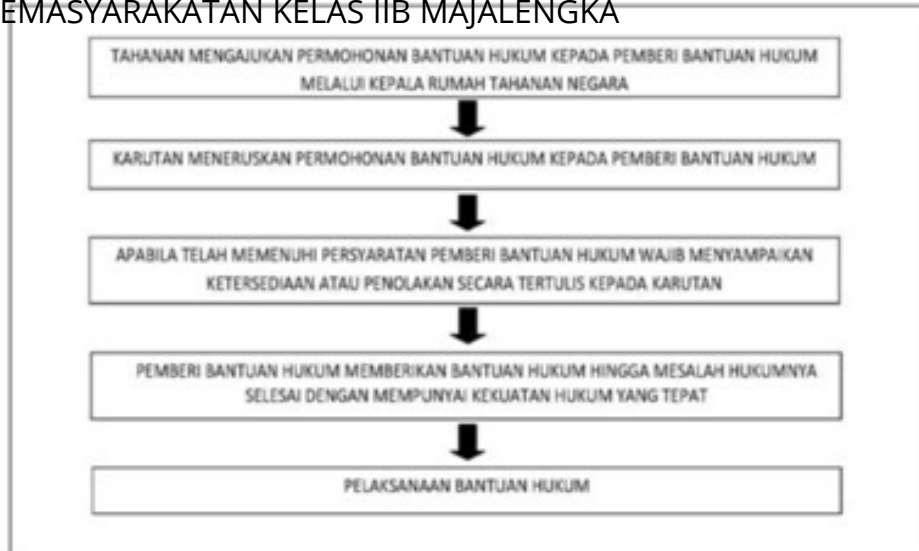 EMASYARAKATAN KELAS IIB MAJALENGKA
TAHANAN MENGAJUKAN PERMOHONAN BANTUAN HUKUM KEPADA PEMBERI BANTUAN HUKUM
MELALUI KEPALA RUMAH TAHANAN NEGARA
KARUTAN MENERUSKAN PERMOHONAN BANTUAN HUKUM KEPADA PEMBERI BANTUAN HUKUM
APABILA TELAH MEMENUHI PERSYARATAN PEMBERI BANTUAN HUKUM WAJIB MENYAMPAIKAN
KETERSEDIAAN ATAU PENOLAKAN SECARA TERTULIS KEPADA KARUTAN
PEMBERI BANTUAN HUKUM MEMBERIKAN BANTUAN HUKUM HINGGA MESALAH HUKUMNYA
SELESAI DENGAN MEMPUNYAI KEKUATAN HUKUM YANG TEPAT
PELAKSANAAN BANTUAN HUKUM